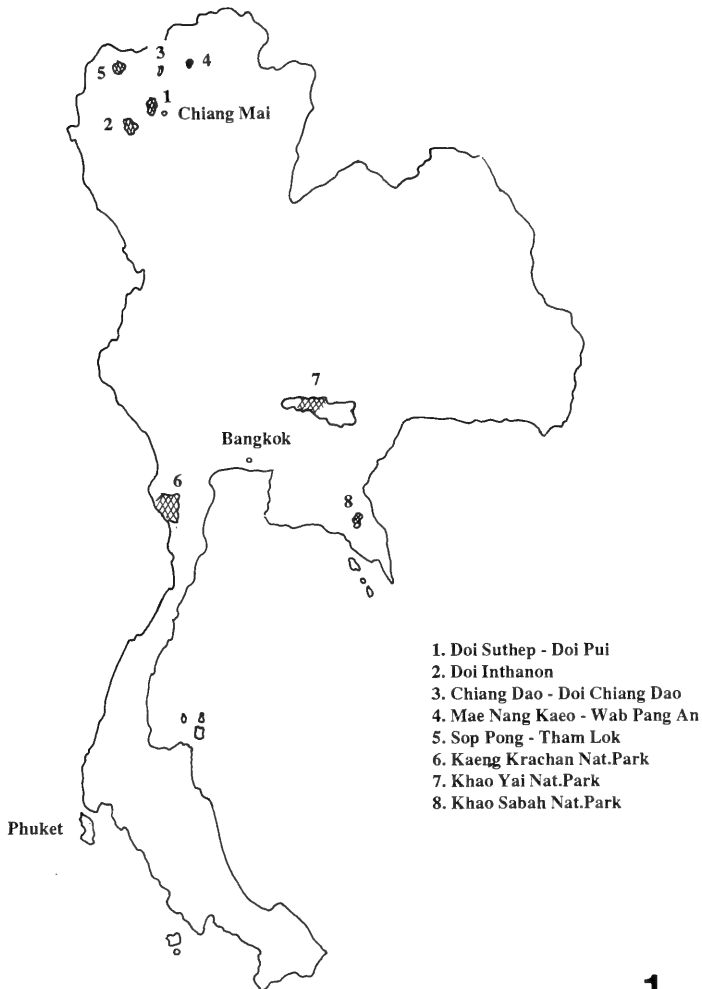 3
5
4
1
Chiang Mai
2
7
Bangkok
6
8
1. Doi Suthep - Doi Pui
2. Doi Inthanon
3. Chiang Dao - Doi Chiang Dao
4. Mae Nang Kaeo - Wab Pang An
5. Sop Pong - Tham Lok
6. Kaeng Krachan Nat.Park
7. Khao Yai Nat.Park
8. Khao Sabah Nat.Park
Phuket
1